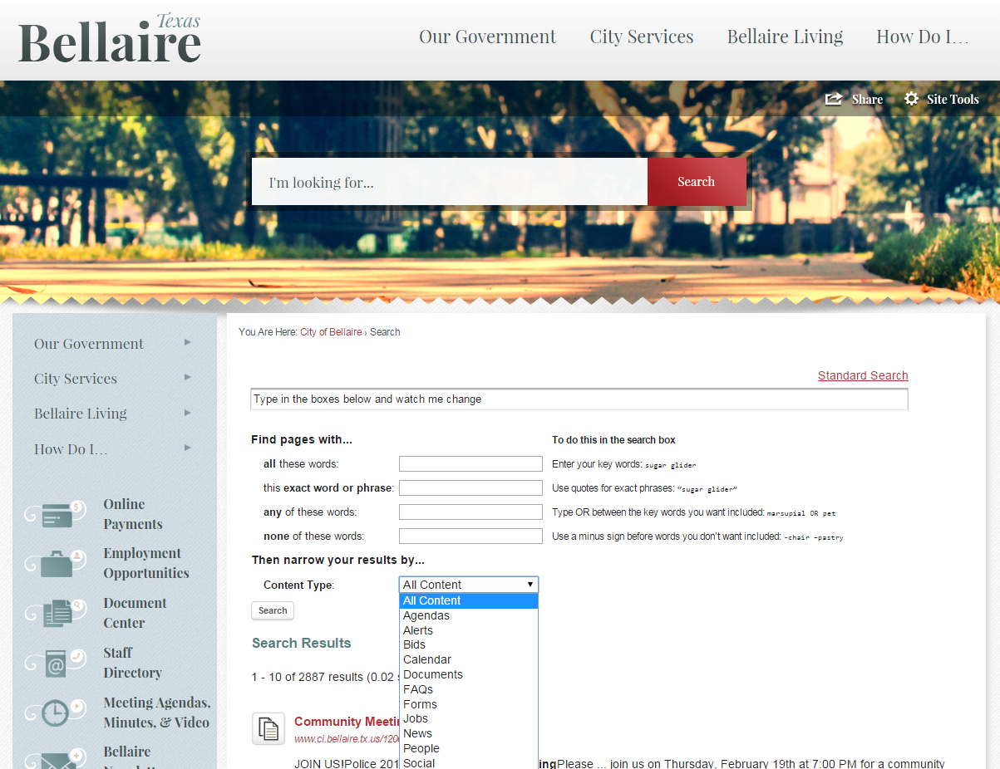 Texas
Bellaire
Our Government City Services Bellaire Living How Do I...
Share Site Tools
I'm looking for... Search
Our Government
City Services
Bellaire Living
How Do I...
Online
Payments
Employment
Opportunities
Document
Center
Staff
Directory
Meeting Agendas,
Minutes, & Video
Bellaire
You Are Here: City of Bellaire › Search
Standard Search
Type in the boxes below and watch me change
Find pages with... To do this in the search box
all these words: Enter your key words: sugar glider
this exact word or phrase: Use quotes for exact phrases: “sugar glider”
any of these words: Type OR between the key words you want included: marsupial OR pet
none of these words: Use a minus sign before words you don’t want included: -chair -pastry
Then narrow your results by...
Content Type: All Content
All Content
Agendas
Alerts
Bids
Calendar
Documents
FAQs
Forms
Jobs
News
People
Social
Search
Search Results
1 - 10 of 2887 results (0.02
Community Meetin
www.ci.bellaire.tx.us/120
JOIN US!Police 201 ingPlease ... join us on Thursday, February 19th at 7:00 PM for a community